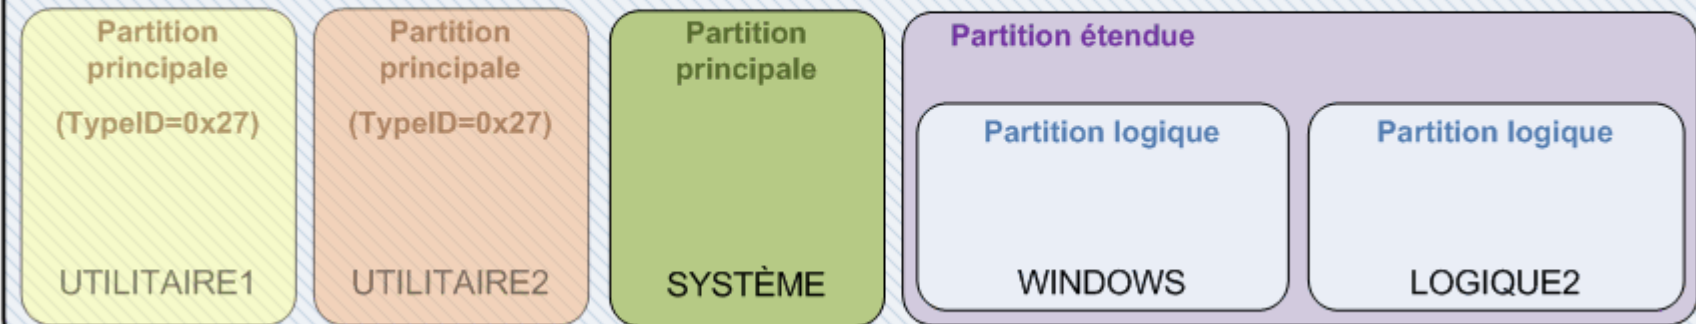 Partition
principale
(TypeID=0x27)
UTILITAIRE1
Partition
principale
(TypeID=0x27)
UTILITAIRE2
Partition
principale
SYSTÈME
Partition étendue
Partition logique
WINDOWS
Partition logique
LOGIQUE2